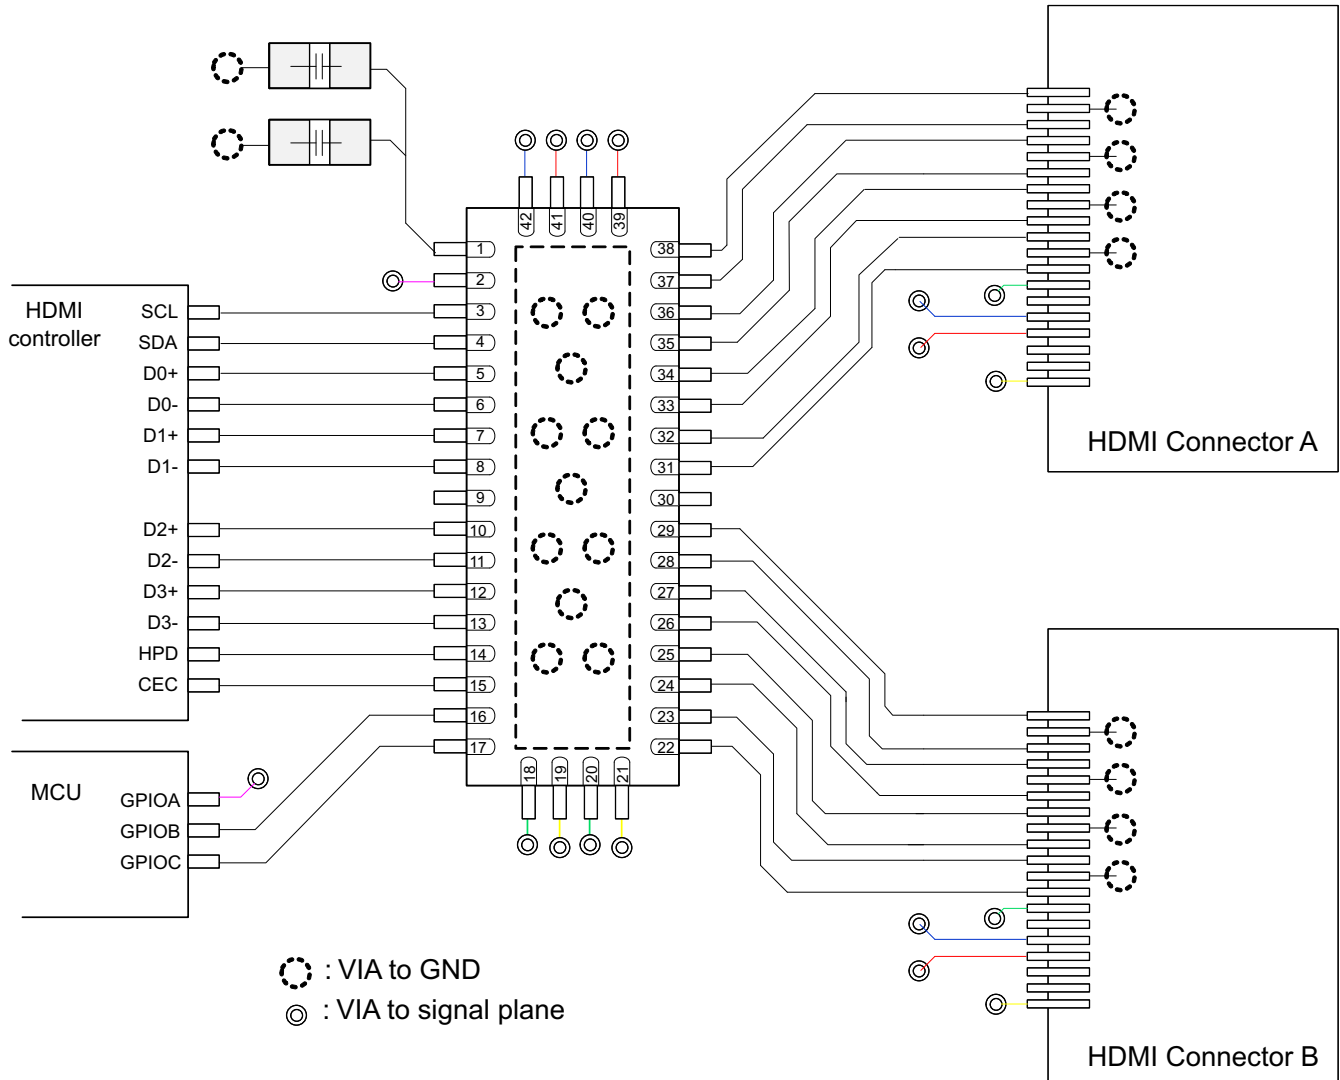 42 41 40 39
1 38
2 37
HDMI
controller
SCL 3 36
SDA 4 35
D0+ 5 34
D0- 6 33
D1+ 7 32
D1- 8 31
9 30
D2+ 10 29
D2- 11 28
D3+ 12 27
D3- 13 26
HPD 14 25
CEC 15 24
16 23
17 22
18 19 20 21
HDMI Connector A
MCU
GPIOA
GPIOB
GPIOC
: VIA to GND
: VIA to signal plane
HDMI Connector B